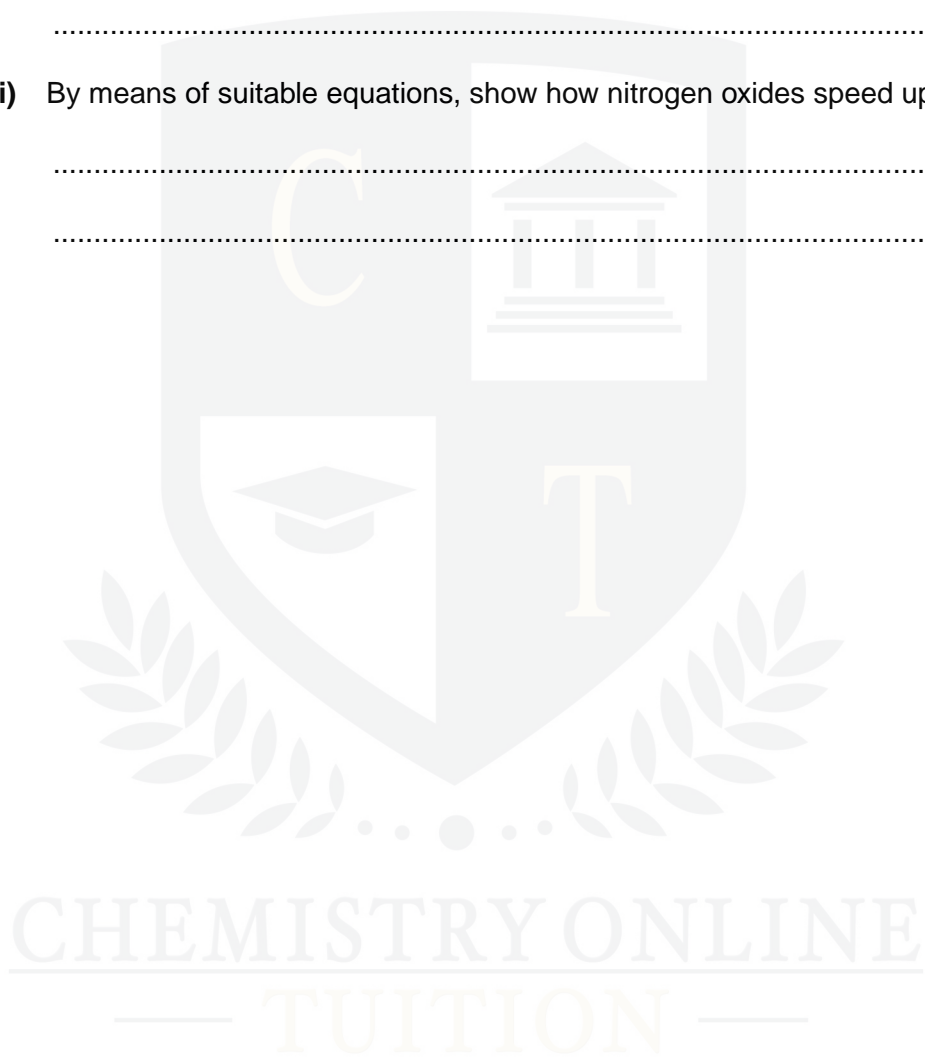 ................................................................................................................
i) By means of suitable equations, show how nitrogen oxides speed up
................................................................................................................
................................................................................................................
C
T
CHEMISTRY ONLINE
— TUITION —